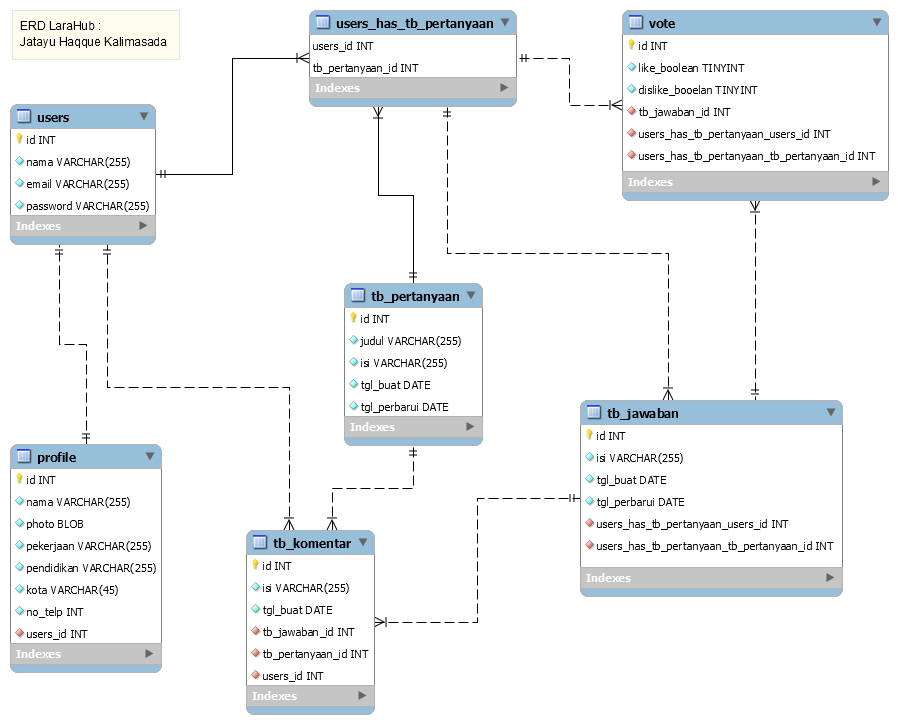 ERD LaraHub :
Jatayu Haqque Kalimasada
users_has_tb_pertanyaan
users_id INT
tb_pertanyaan_id INT
Indexes
vote
id INT
like_boolean TINYINT
dislike_booelan TINYINT
tb_jawaban_id INT
users_has_tb_pertanyaan_users_id INT
users_has_tb_pertanyaan_tb_pertanyaan_id INT
Indexes
users
id INT
nama VARCHAR(255)
email VARCHAR(255)
password VARCHAR(255)
Indexes
tb_pertanyaan
id INT
judul VARCHAR(255)
isi VARCHAR(255)
tgl_buat DATE
tgl_perbarui DATE
Indexes
tb_jawaban
id INT
isi VARCHAR(255)
tgl_buat DATE
tgl_perbarui DATE
users_has_tb_pertanyaan_users_id INT
users_has_tb_pertanyaan_tb_pertanyaan_id INT
Indexes
profile
id INT
nama VARCHAR(255)
photo BLOB
pekerjaan VARCHAR(255)
pendidikan VARCHAR(255)
kota VARCHAR(45)
no_telp INT
users_id INT
Indexes
tb_komentar
id INT
isi VARCHAR(255)
tgl_buat DATE
tb_jawaban_id INT
tb_pertanyaan_id INT
users_id INT
Indexes